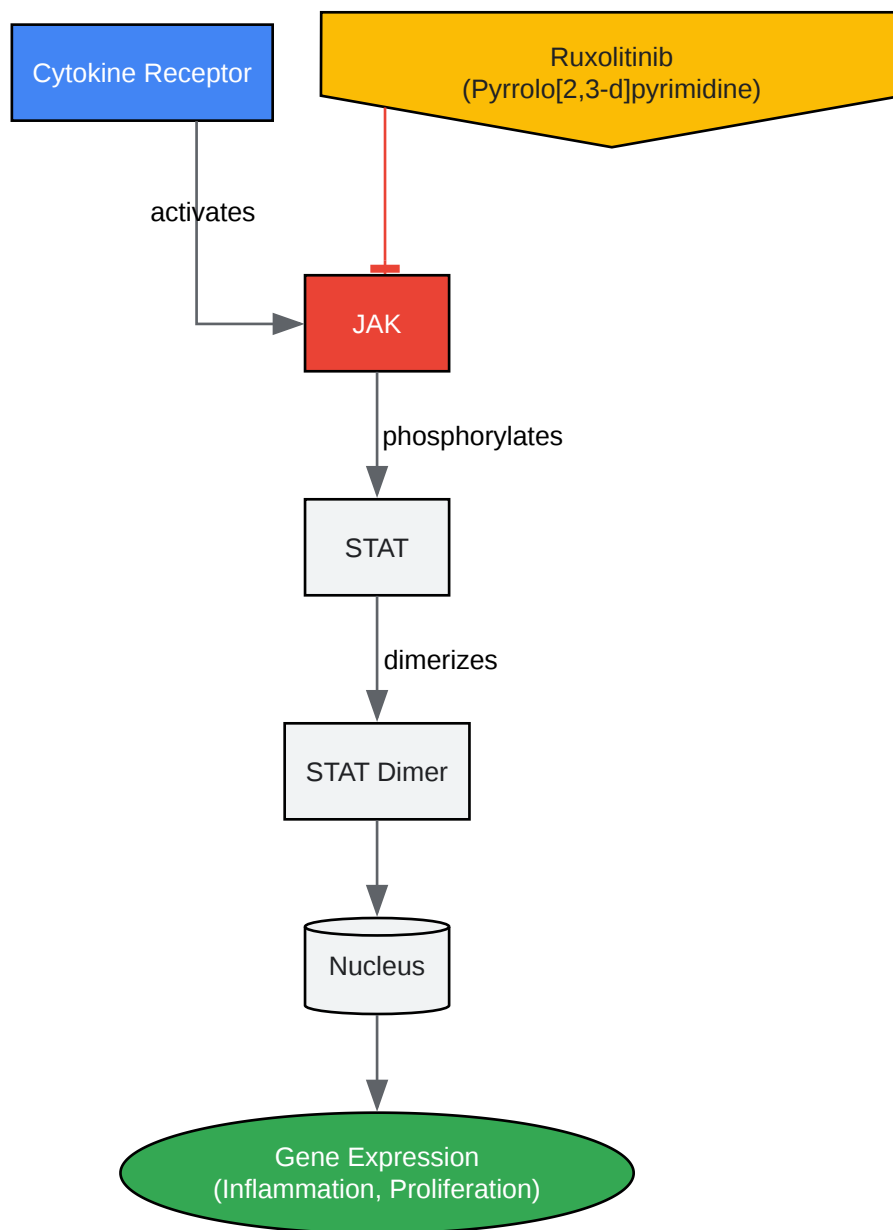 Cytokine Receptor
Ruxolitinib
(Pyrrolo[2,3-d]pyrimidine)
activates
JAK
phosphorylates
STAT
dimerizes
STAT Dimer
Nucleus
Gene Expression
(Inflammation, Proliferation)